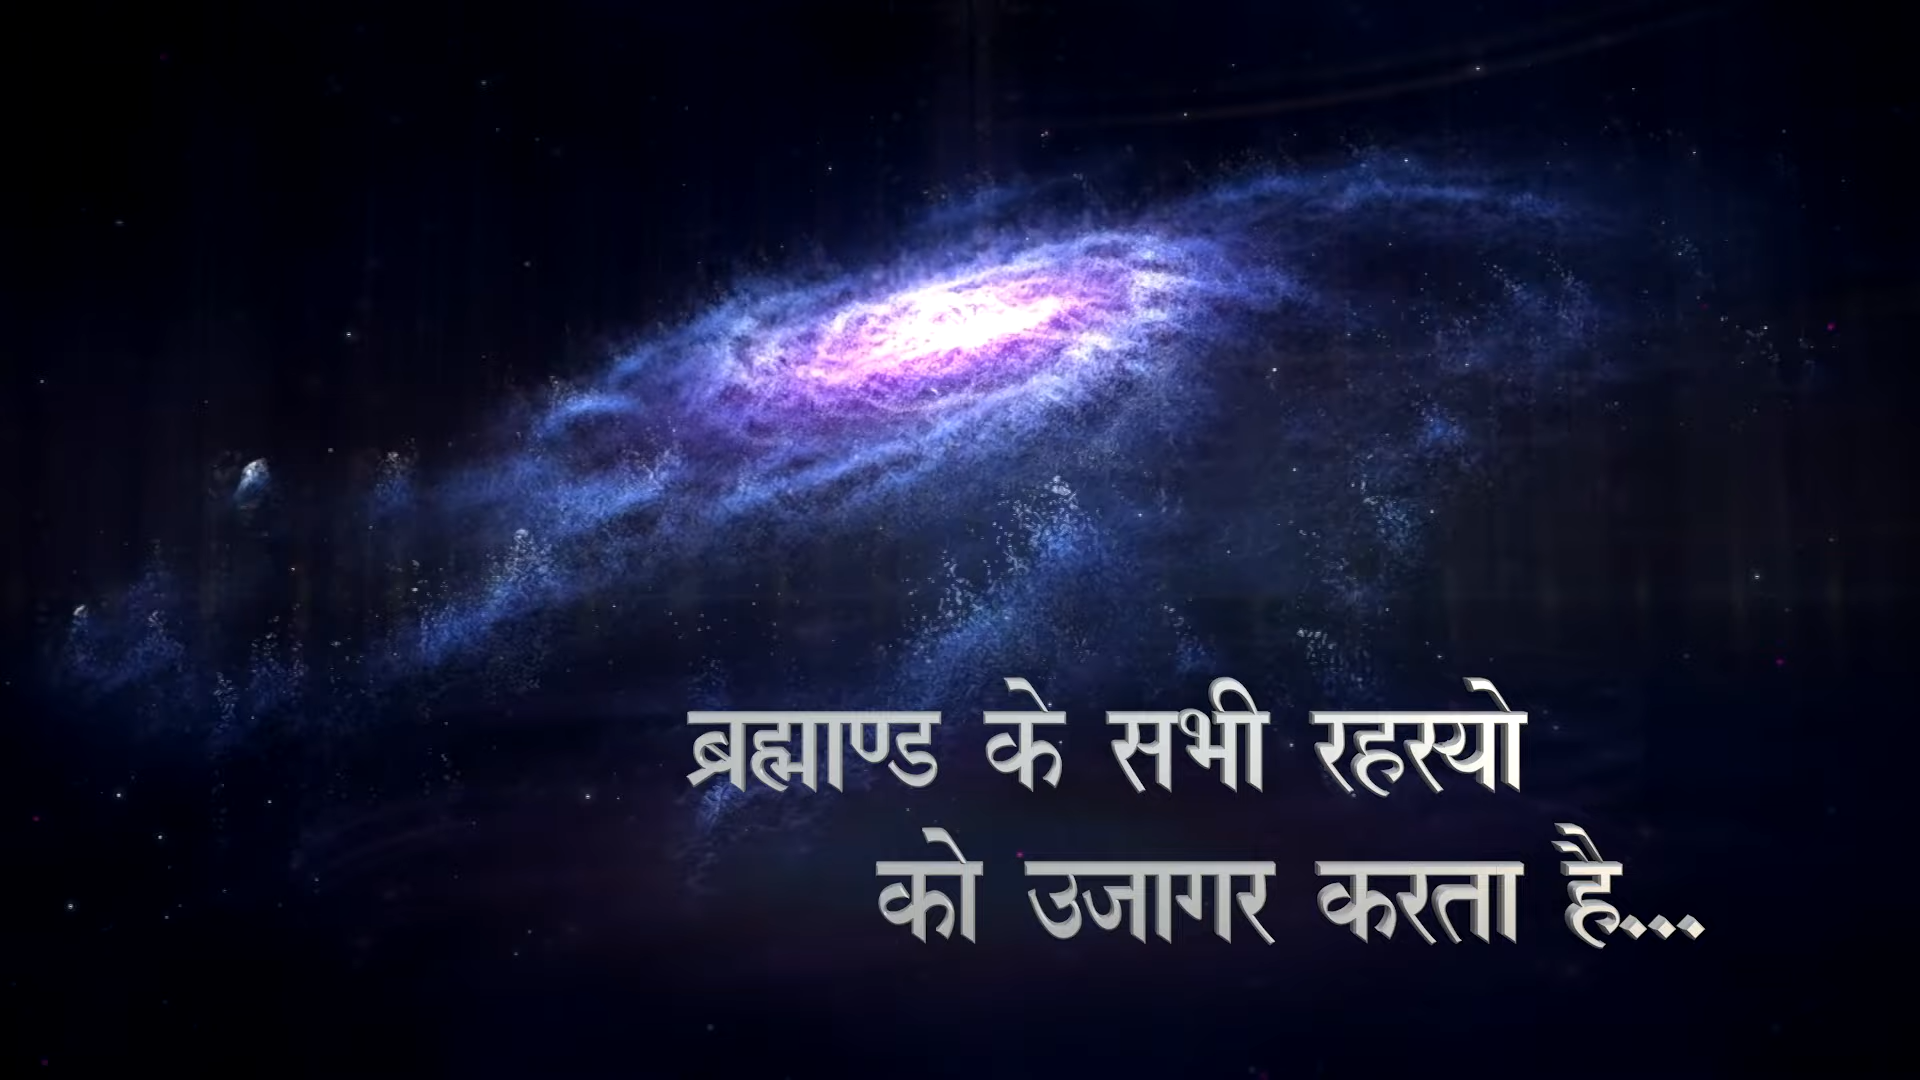 ब्रह्माण्ड के सभी रहस्यो
को उजागर करता है...